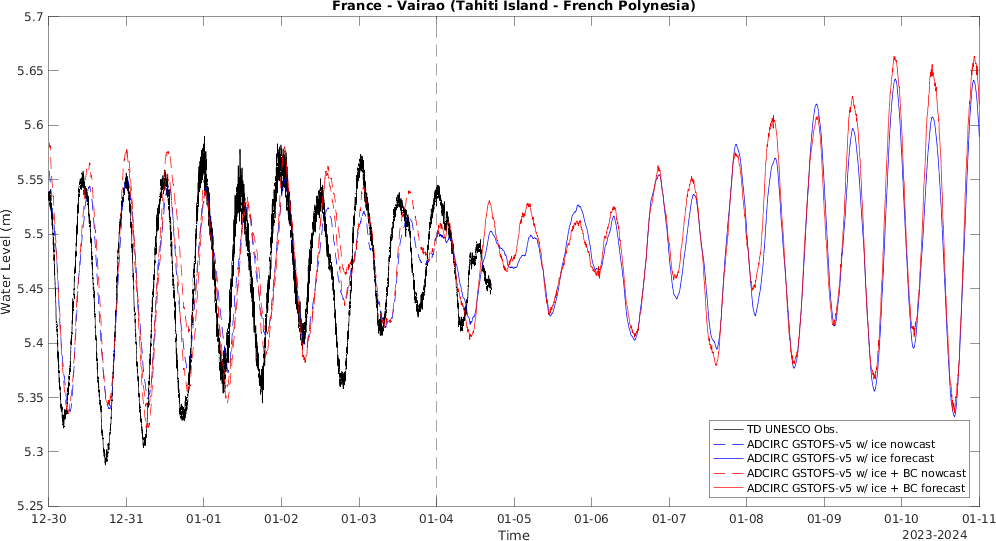 France - Vairao (Tahiti Island - French Polynesia)
5.7
5.65
5.6
5.55
5.5
5.45
5.4
5.35
5.3
5.25
Water Level (m)
TD UNESCO Obs.
ADCIRC GSTOFS-v5 w/ ice nowcast
ADCIRC GSTOFS-v5 w/ ice forecast
ADCIRC GSTOFS-v5 w/ ice + BC nowcast
ADCIRC GSTOFS-v5 w/ ice + BC forecast
12-30 12-31 01-01 01-02 01-03 01-04 01-05 01-06 01-07 01-08 01-09 01-10 01-11
Time
2023-2024